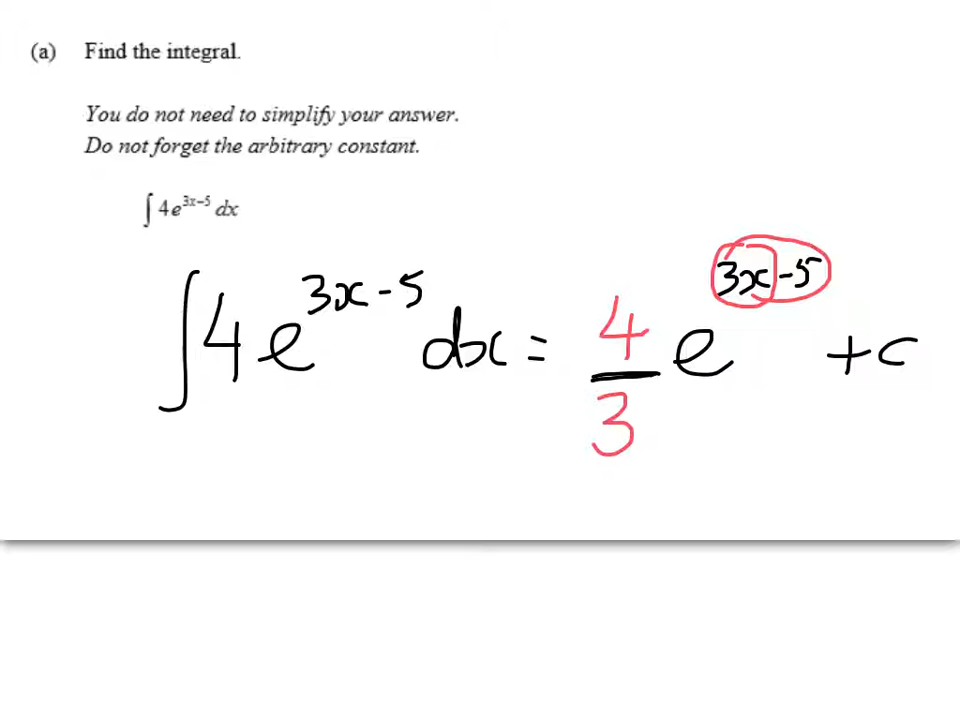 (a) Find the integral.
You do not need to simplify your answer.
Do not forget the arbitrary constant.
∫4e^{3x−5} dx
∫4e^{3x-5} dx = \frac{4}{3}e^{3x-5} + c